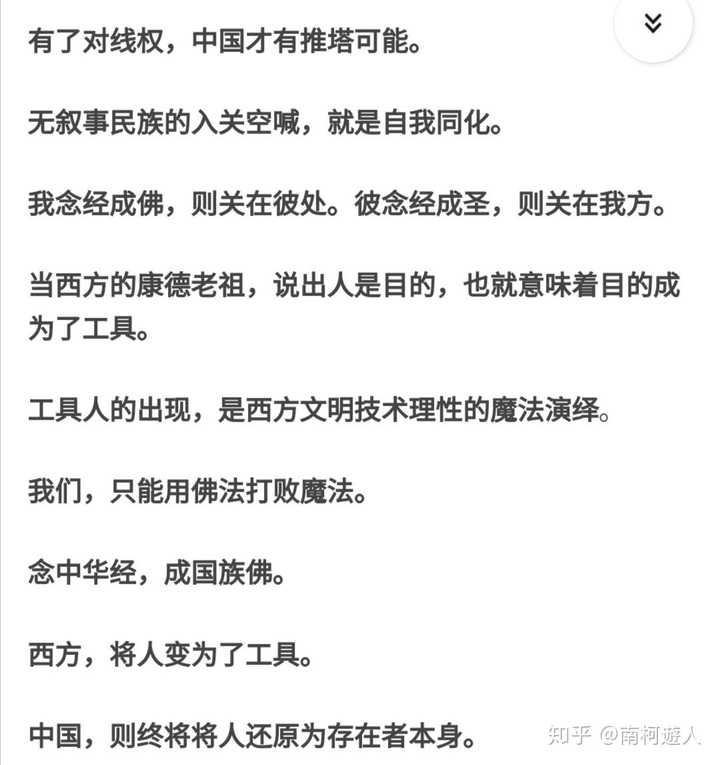 有了对线权，中国才有推塔可能。
无叙事民族的入关空喊，就是自我同化。
我念经成佛，则关在彼处。彼念经成圣，则关在我方。
当西方的康德老祖，说出人是目的，也就意味着目的成
为了工具。
工具人的出现，是西方文明技术理性的魔法演绎。
我们，只能用佛法打败魔法。
念中华经，成国族佛。
西方，将人变为了工具。
中国，则终将将人还原为存在者本身。
知乎 @南柯遊人